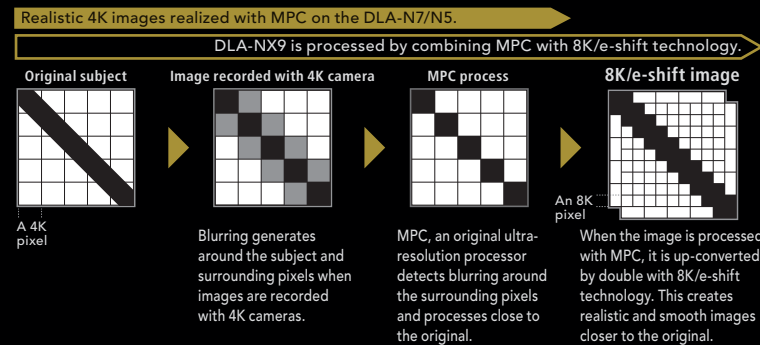 Realistic 4K images realized with MPC on the DLA-N7/N5.
DLA-NX9 is processed by combining MPC with 8K/e-shift technology.
Original subject
Image recorded with 4K camera
MPC process
8K/e-shift image
A 4K
pixel
An 8K
pixel
Blurring generates
around the subject and
surrounding pixels when
images are recorded
with 4K cameras.
MPC, an original ultra-
resolution processor
detects blurring around
the surrounding pixels
and processes close to
the original.
When the image is processed
with MPC, it is up-converted
by double with 8K/e-shift
technology. This creates
realistic and smooth images
closer to the original.